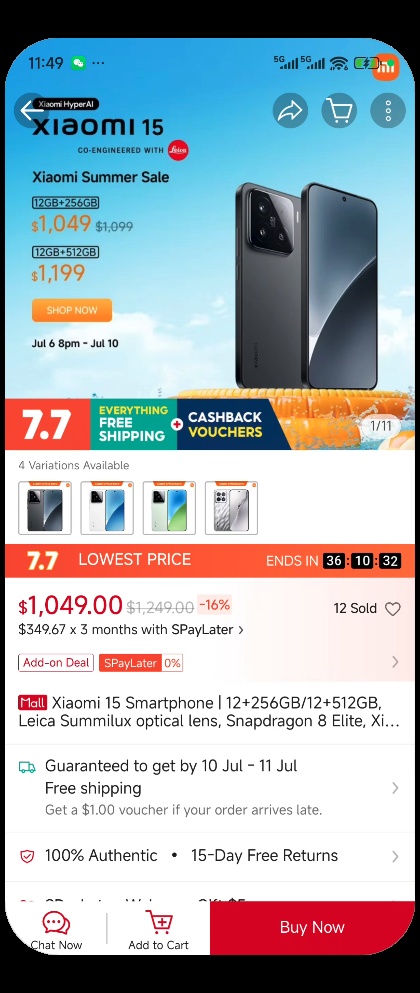 11:49
5G 5G
Xiaomi HyperAI
xiaomi 15
CO-ENGINEERED WITH Leica
Xiaomi Summer Sale
12GB+256GB
$1,049 $1,099
12GB+512GB
$1,199
SHOP NOW
Jul 6 8pm - Jul 10
7.7 EVERYTHING FREE SHIPPING + CASHBACK VOUCHERS
1/11
4 Variations Available
7.7 LOWEST PRICE ENDS IN 36:10:32
$1,049.00 $1,249.00 -16% 12 Sold
$349.67 x 3 months with SPayLater >
Add-on Deal SPayLater 0%
Mall Xiaomi 15 Smartphone | 12+256GB/12+512GB,
Leica Summilux optical lens, Snapdragon 8 Elite, Xi...
Guaranteed to get by 10 Jul - 11 Jul
Free shipping
Get a $1.00 voucher if your order arrives late.
100% Authentic • 15-Day Free Returns
Chat Now
Add to Cart
Buy Now